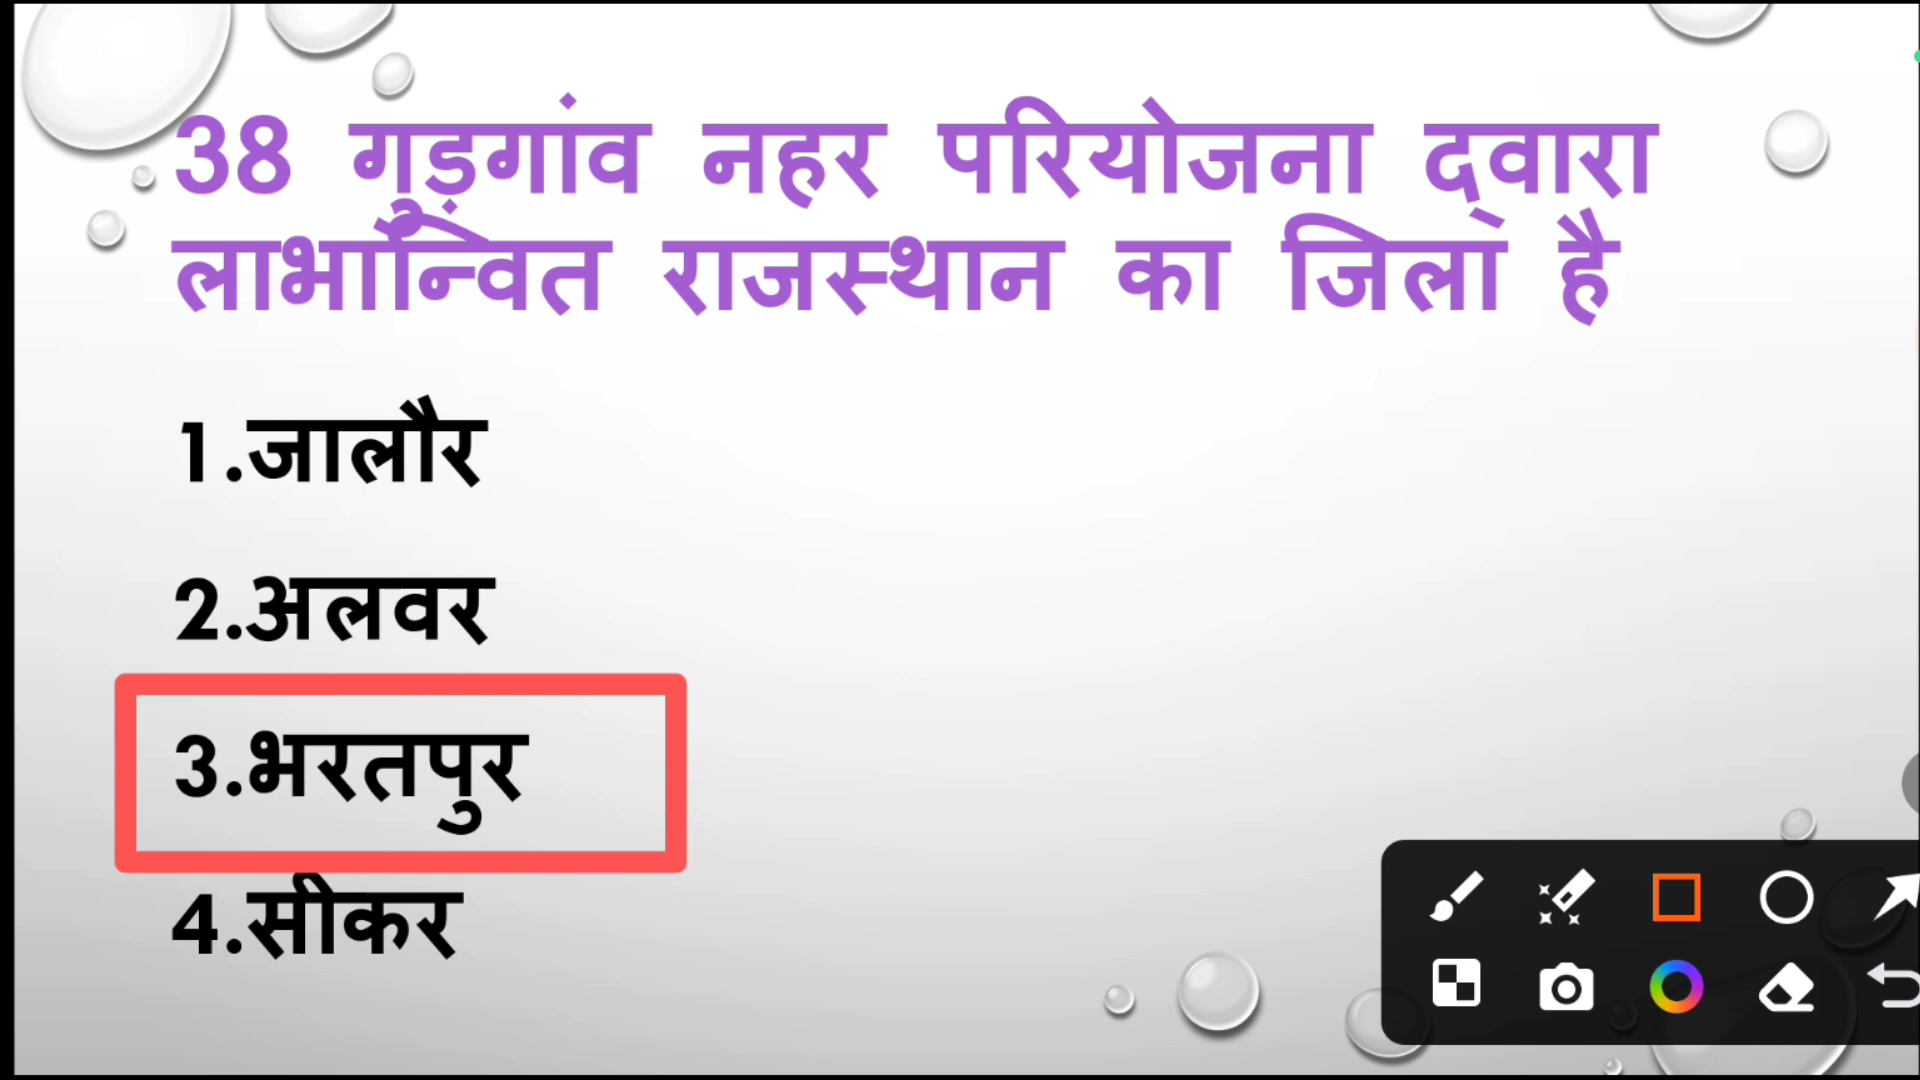 38 गुड़गांव नहर परियोजना द्वारा
लाभान्वित राजस्थान का जिला है
1.जालौर
2.अलवर
3.भरतपुर
4.सीकर